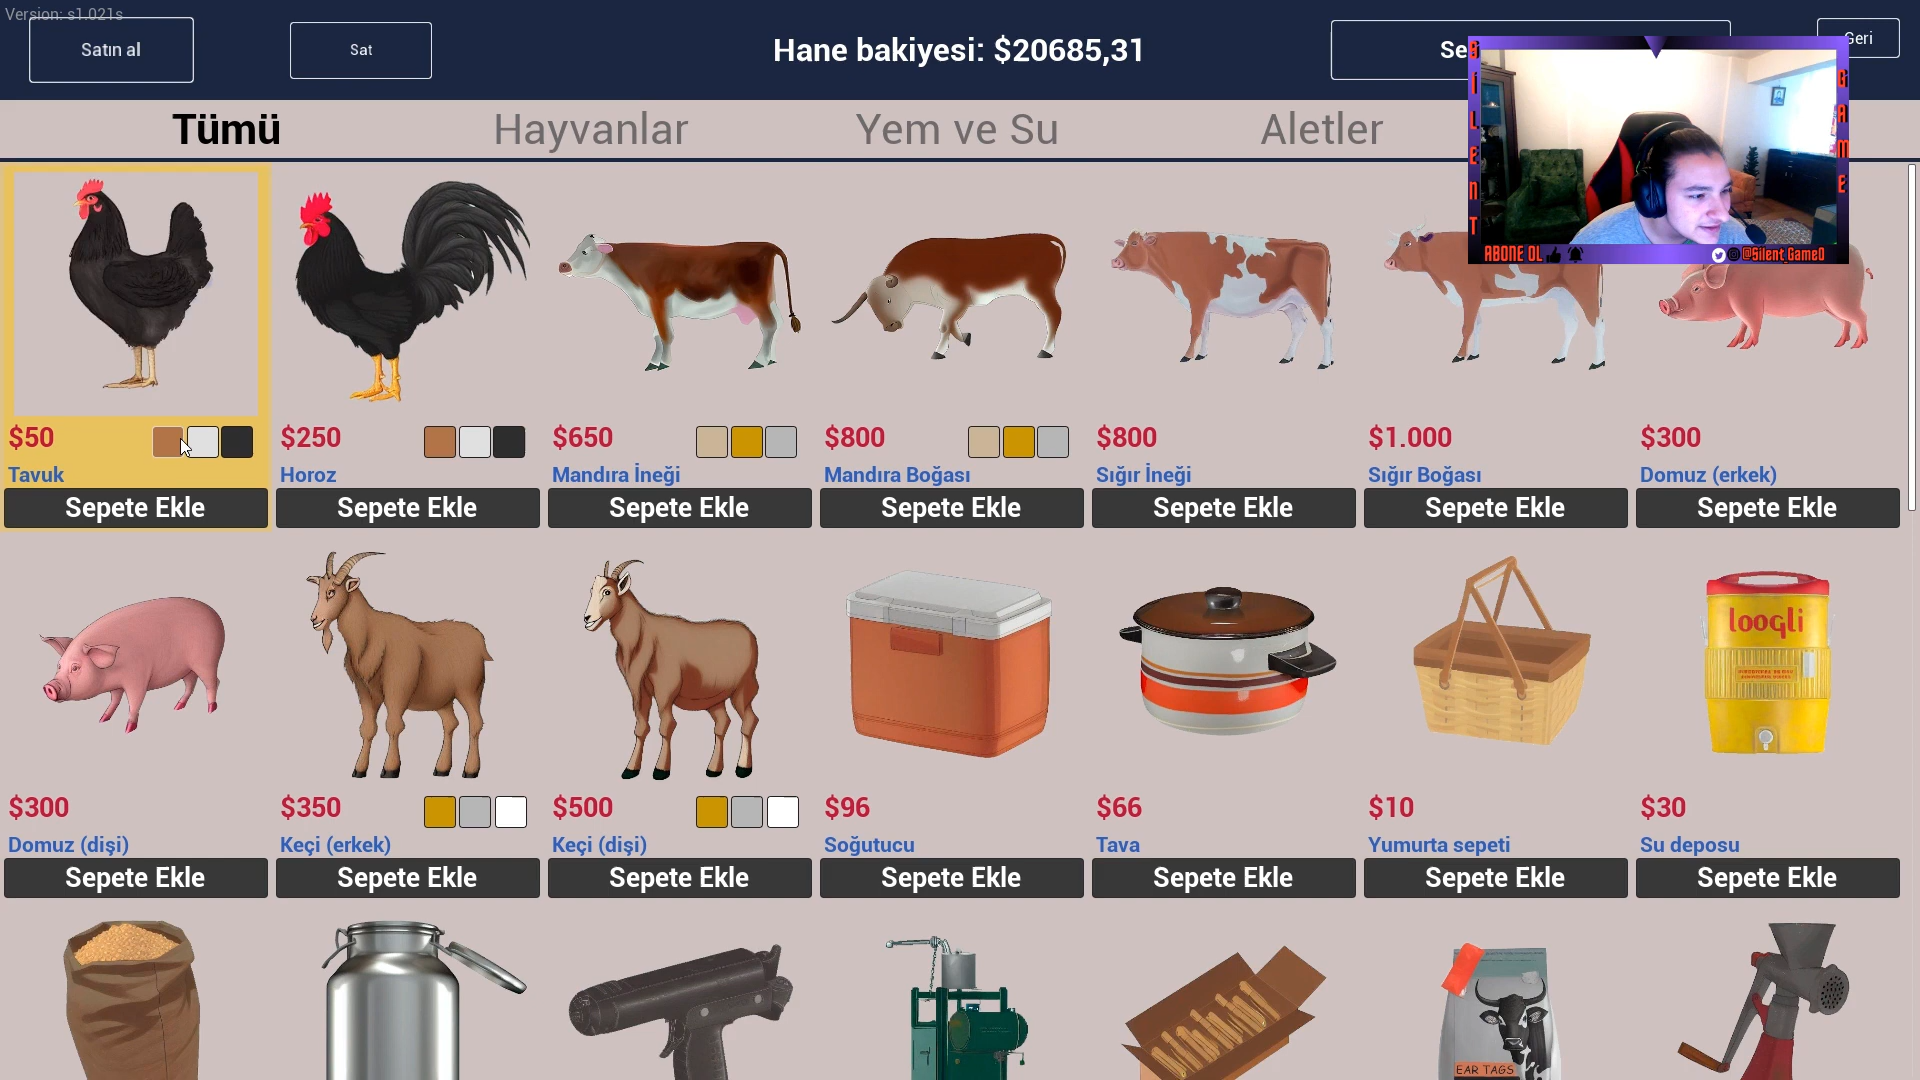 Version: s1.021s
Satın al
Sat
Hane bakiyesi: $20685,31
Se
Geri
Tümü
Hayvanlar
Yem ve Su
Aletler
SILENT
GAME
ABONE OL
@Silent_Game0
$50
$250
$650
$800
$800
$1.000
$300
Tavuk
Horoz
Mandıra İneği
Mandıra Boğası
Sığır İneği
Sığır Boğası
Domuz (erkek)
Sepete Ekle
Sepete Ekle
Sepete Ekle
Sepete Ekle
Sepete Ekle
Sepete Ekle
Sepete Ekle
loogli
$300
$350
$500
$96
$66
$10
$30
Domuz (dişi)
Keçi (erkek)
Keçi (dişi)
Soğutucu
Tava
Yumurta sepeti
Su deposu
Sepete Ekle
Sepete Ekle
Sepete Ekle
Sepete Ekle
Sepete Ekle
Sepete Ekle
Sepete Ekle
EAR TAGS